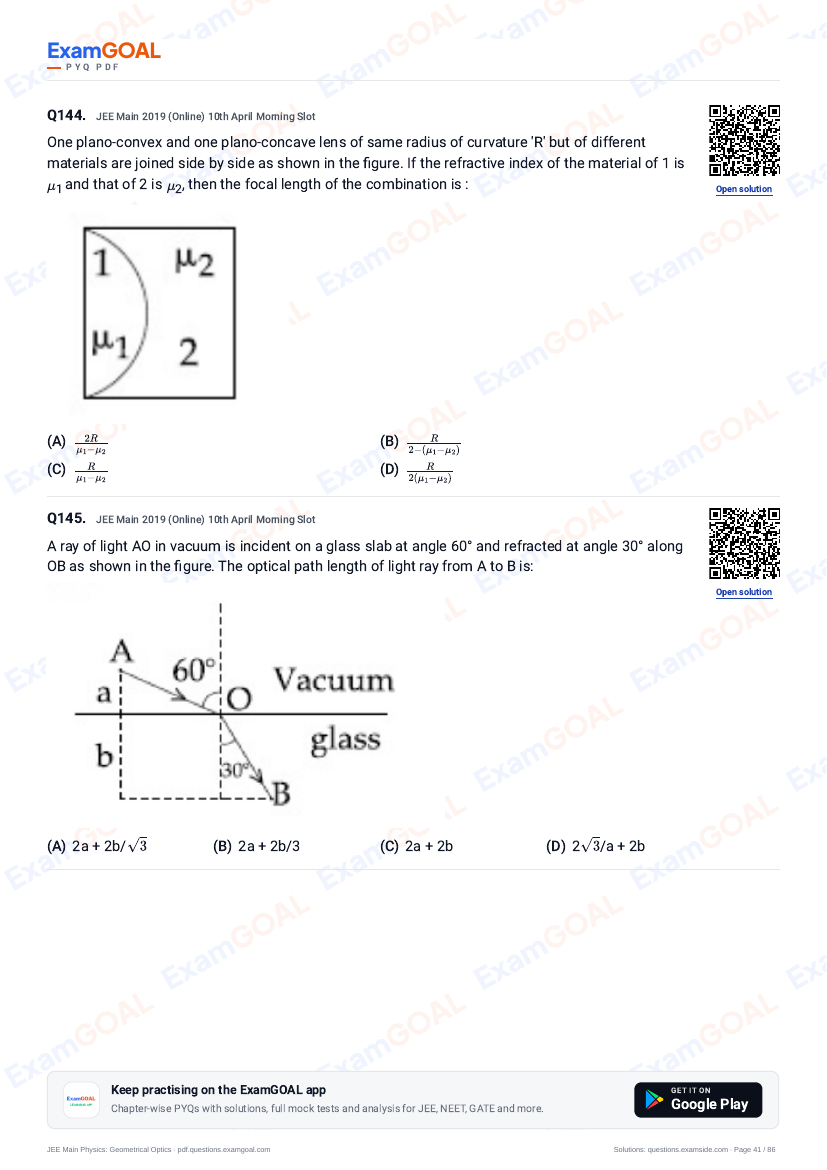 ExamGOAL
PYQ PDF
Q144. JEE Main 2019 (Online) 10th April Morning Slot
One plano-convex and one plano-concave lens of same radius of curvature 'R' but of different
materials are joined side by side as shown in the figure. If the refractive index of the material of 1 is
μ1 and that of 2 is μ2, then the focal length of the combination is :
Open solution
1 μ2
μ1 2
(A) 2R/(μ1−μ2) (B) R/(2−(μ1−μ2))
(C) R/(μ1−μ2) (D) R/(2(μ1−μ2))
Q145. JEE Main 2019 (Online) 10th April Morning Slot
A ray of light AO in vacuum is incident on a glass slab at angle 60° and refracted at angle 30° along
OB as shown in the figure. The optical path length of light ray from A to B is:
Open solution
A
60° Vacuum
a O
b glass
30°
B
(A) 2a + 2b/√3 (B) 2a + 2b/3 (C) 2a + 2b (D) 2√3/a + 2b
Keep practising on the ExamGOAL app
Chapter-wise PYQs with solutions, full mock tests and analysis for JEE, NEET, GATE and more.
GET IT ON
Google Play
JEE Main Physics: Geometrical Optics · pdf.questions.examgoal.com Solutions: questions.examside.com · Page 41 / 86